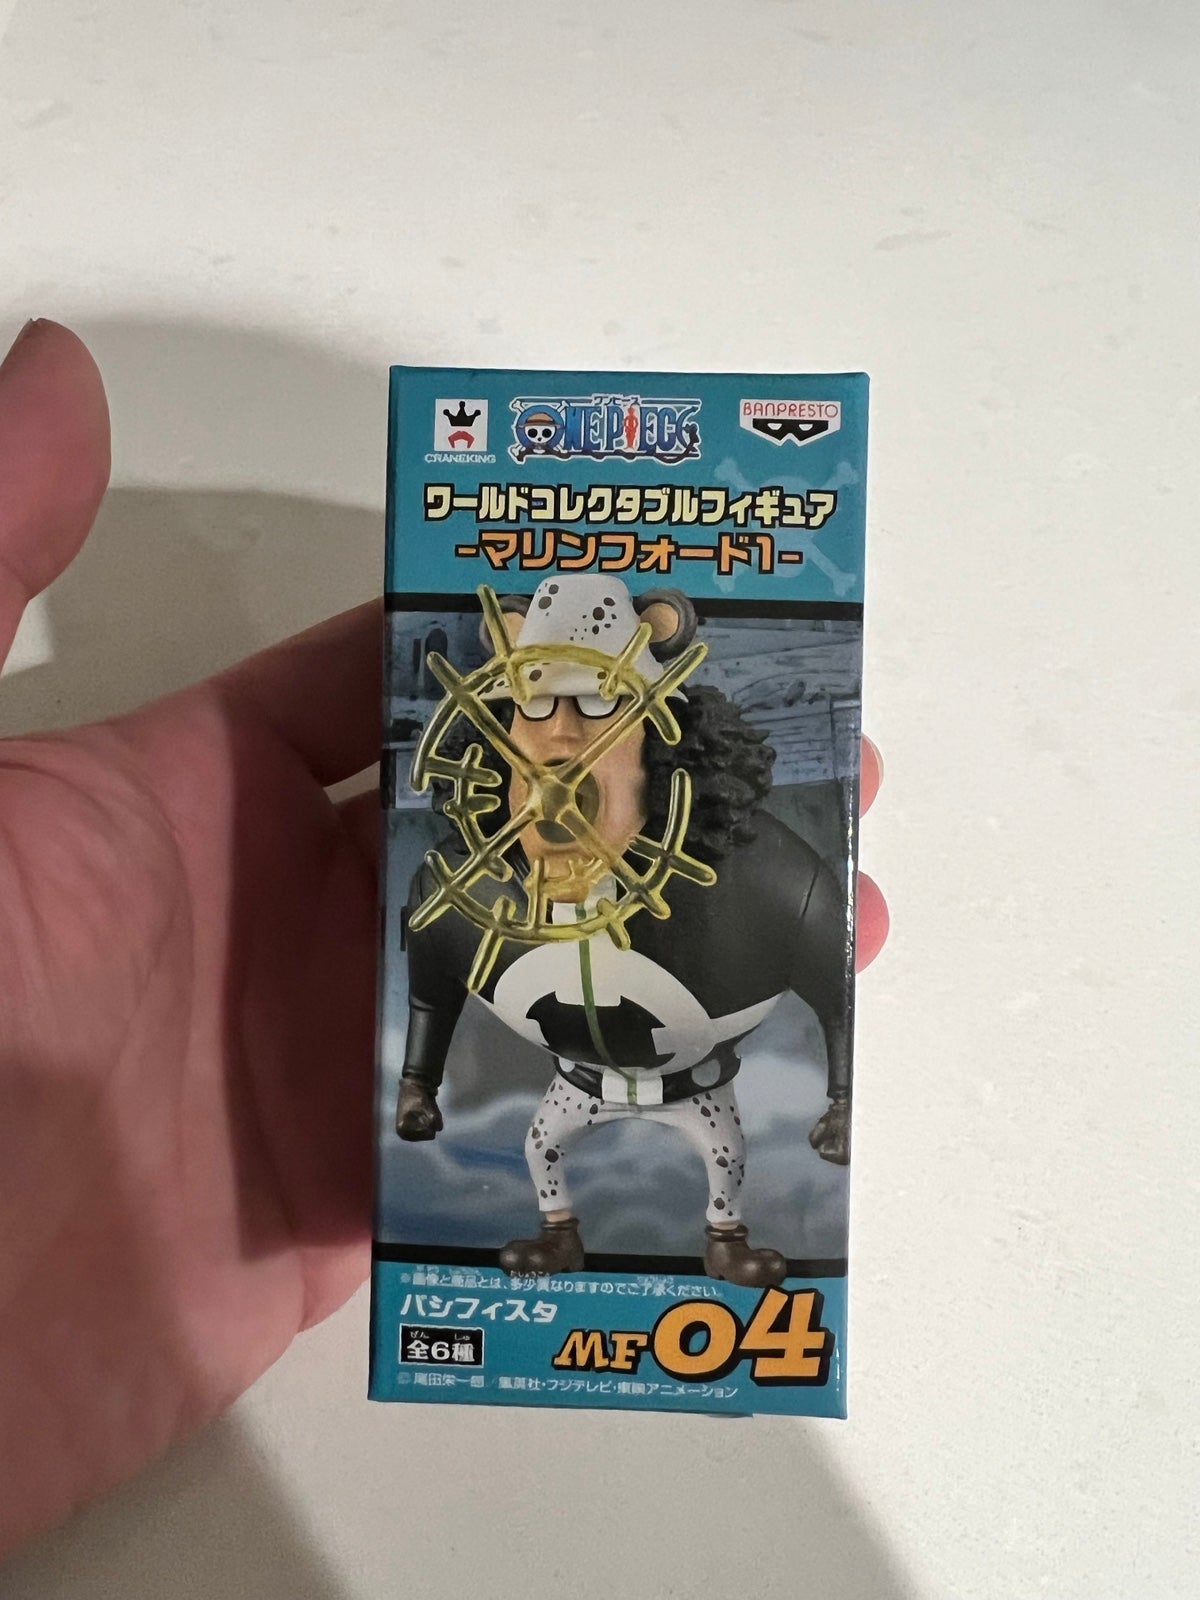 ワンピース
ONE PIECE
CRANEKING
BANPRESTO
ワールドコレクタブルフィギュア
-マリンフォード1-
※画像と商品とは、多少異なりますのでご了承ください。
パシフィスタ
MF04
ぜん しゅ
全6種
©尾田栄一郎/集英社・フジテレビ・東映アニメーション